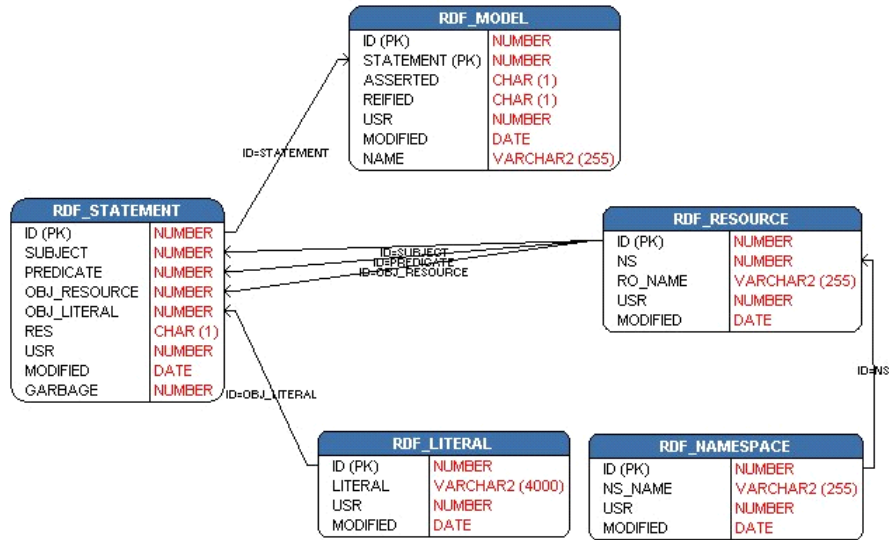 RDF_MODEL
ID (PK) NUMBER
STATEMENT (PK) NUMBER
ASSERTED CHAR (1)
REIFIED CHAR (1)
USR NUMBER
MODIFIED DATE
NAME VARCHAR2 (255)
ID=STATEMENT
RDF_STATEMENT
ID (PK) NUMBER
SUBJECT NUMBER
PREDICATE NUMBER
OBJ_RESOURCE NUMBER
OBJ_LITERAL NUMBER
RES CHAR (1)
USR NUMBER
MODIFIED DATE
GARBAGE NUMBER
ID=SUBJECT
ID=PREDICATE
ID=OBJ_RESOURCE
RDF_RESOURCE
ID (PK) NUMBER
NS NUMBER
RO_NAME VARCHAR2 (255)
USR NUMBER
MODIFIED DATE
ID=NS
ID=OBJ_LITERAL
RDF_LITERAL
ID (PK) NUMBER
LITERAL VARCHAR2 (4000)
USR NUMBER
MODIFIED DATE
RDF_NAMESPACE
ID (PK) NUMBER
NS_NAME VARCHAR2 (255)
USR NUMBER
MODIFIED DATE